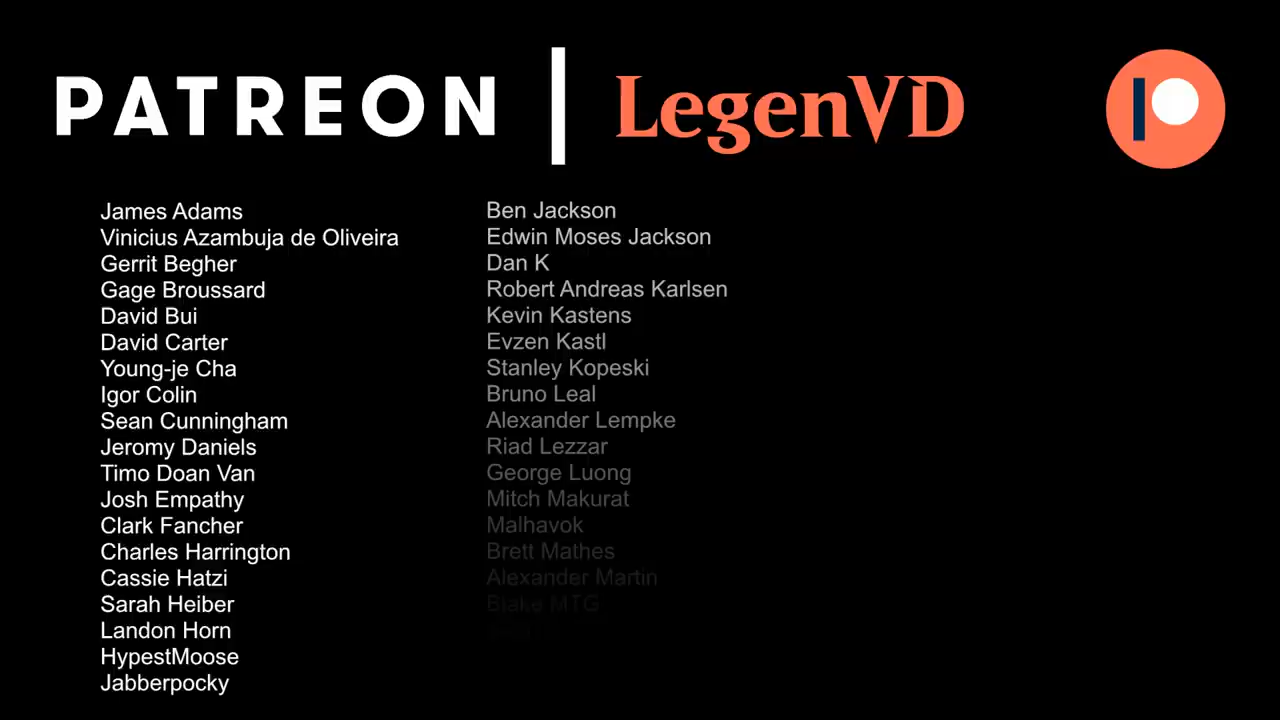 PATREON | LegenVD
James Adams
Vinicius Azambuja de Oliveira
Gerrit Begher
Gage Broussard
David Bui
David Carter
Young-je Cha
Igor Colin
Sean Cunningham
Jeromy Daniels
Timo Doan Van
Josh Empathy
Clark Fancher
Charles Harrington
Cassie Hatzi
Sarah Heiber
Landon Horn
HypestMoose
Jabberpocky
Ben Jackson
Edwin Moses Jackson
Dan K
Robert Andreas Karlsen
Kevin Kastens
Evzen Kastl
Stanley Kopeski
Bruno Leal
Alexander Lempke
Riad Lezzar
George Luong
Mitch Makurat
Malhavok
Brett Mathes
Alexander Martin
MTG